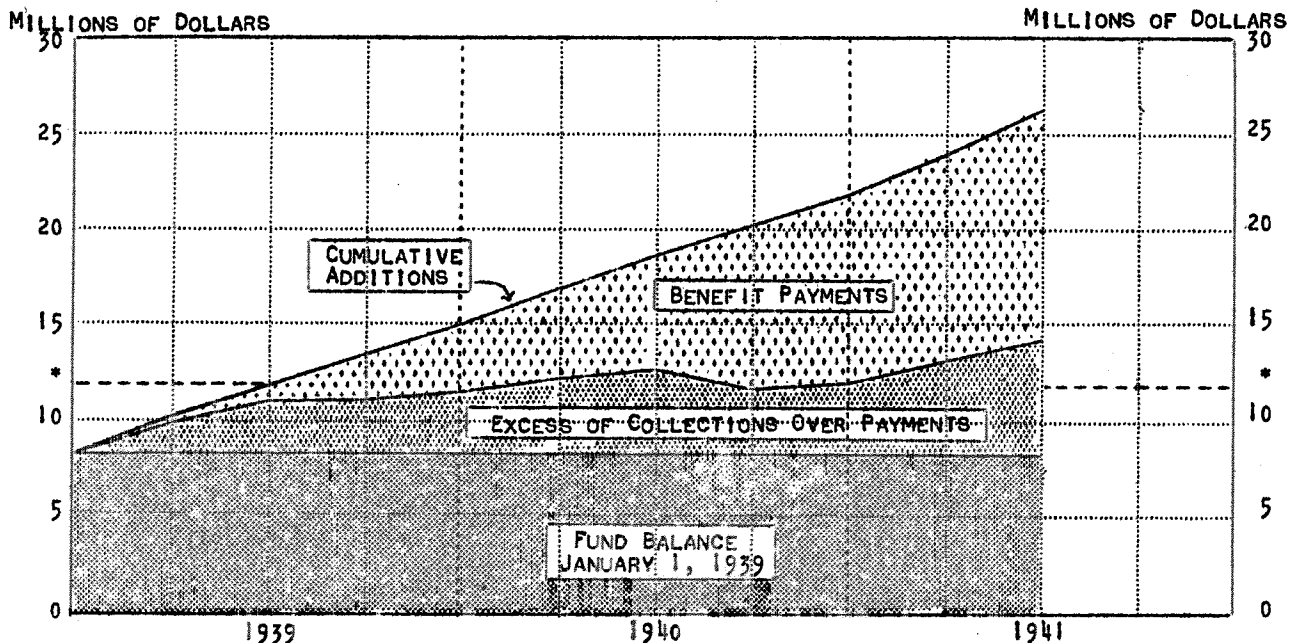 MILLIONS OF DOLLARS
MILLIONS OF DOLLARS
30
30
25
25
20
20
CUMULATIVE
ADDITIONS
BENEFIT PAYMENTS
15
15
*
*
10
10
EXCESS OF COLLECTIONS OVER PAYMENTS
5
5
FUND BALANCE
JANUARY 1, 1939
0
0
1939
1940
1941